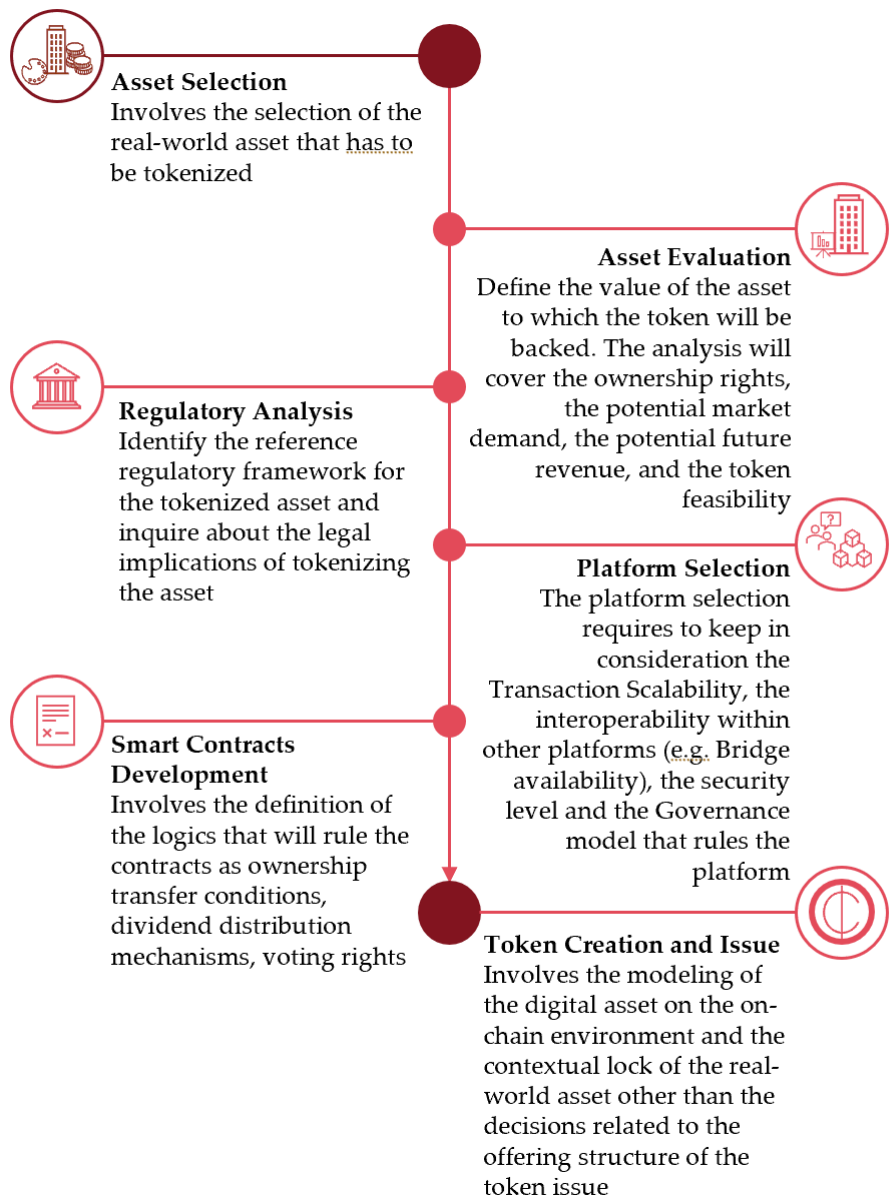 Asset Selection
Involves the selection of the
real-world asset that has to
be tokenized
Asset Evaluation
Define the value of the asset
to which the token will be
backed. The analysis will
cover the ownership rights,
the potential market
demand, the potential future
revenue, and the token
feasibility
Regulatory Analysis
Identify the reference
regulatory framework for
the tokenized asset and
inquire about the legal
implications of tokenizing
the asset
?
Platform Selection
The platform selection
requires to keep in
consideration the
Transaction Scalability, the
interoperability within
other platforms (e.g. Bridge
availability), the security
level and the Governance
model that rules the
platform
Smart Contracts
Development
Involves the definition of
the logics that will rule the
contracts as ownership
transfer conditions,
dividend distribution
mechanisms, voting rights
Token Creation and Issue
Involves the modeling of
the digital asset on the on-
chain environment and the
contextual lock of the real-
world asset other than the
decisions related to the
offering structure of the
token issue